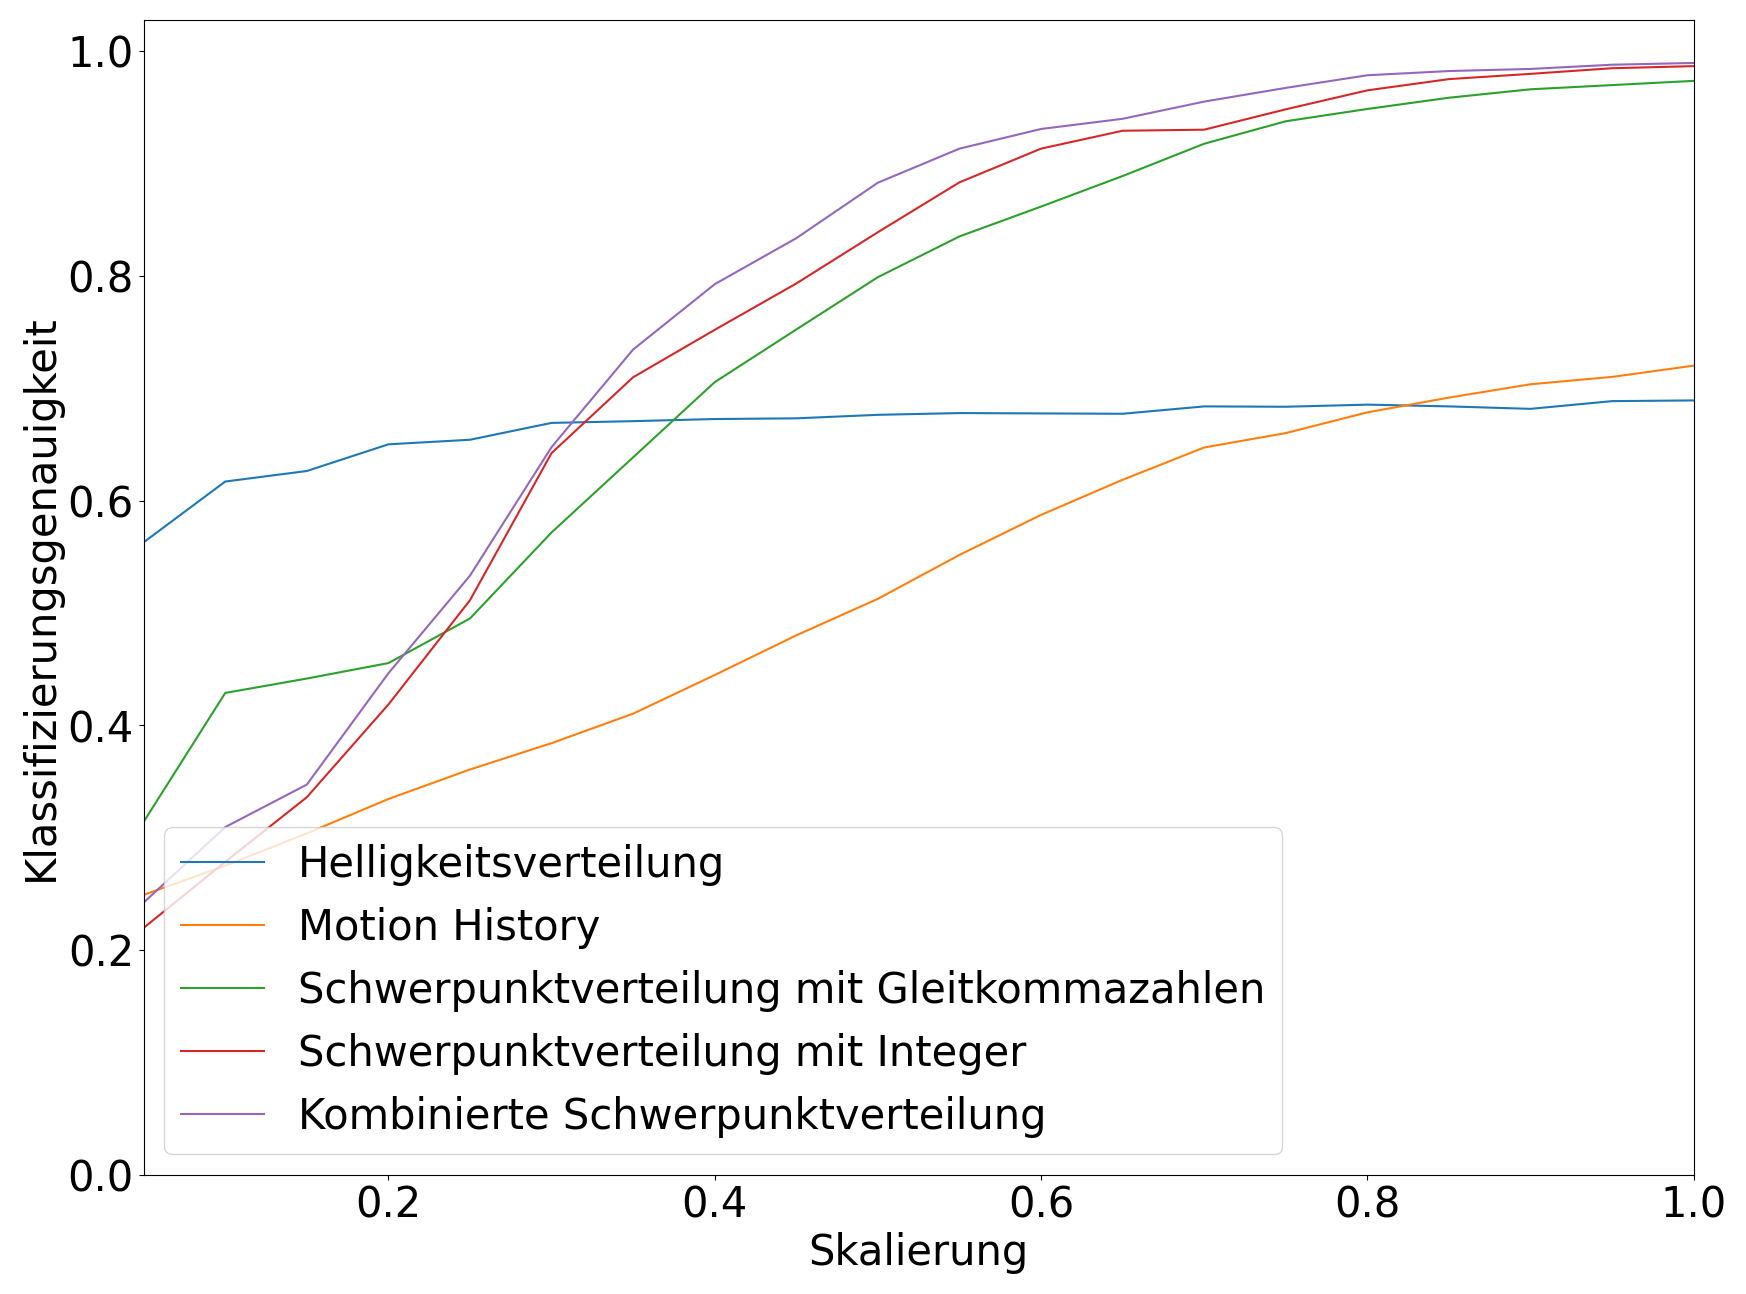 1.0
0.8
0.6
0.4
0.2
0.0
Klassifizierungsgenauigkeit
Helligkeitsverteilung
Motion History
Schwerpunktverteilung mit Gleitkommazahlen
Schwerpunktverteilung mit Integer
Kombinierte Schwerpunktverteilung
0.2 0.4 0.6 0.8 1.0
Skalierung